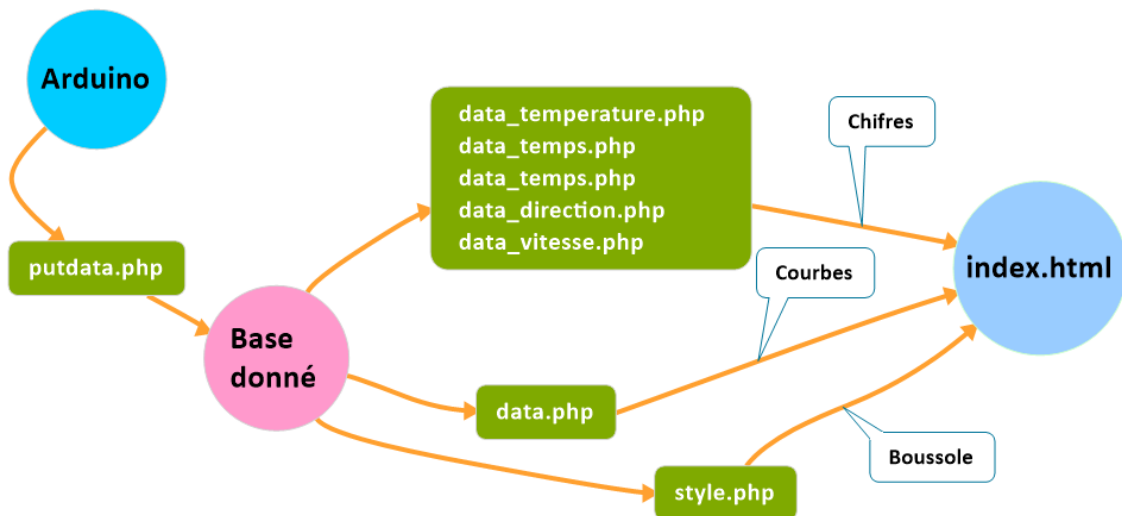 Arduino
putdata.php
Base
donné
data_temperature.php
data_temps.php
data_temps.php
data_direction.php
data_vitesse.php
Chifres
Courbes
index.html
data.php
Boussole
style.php